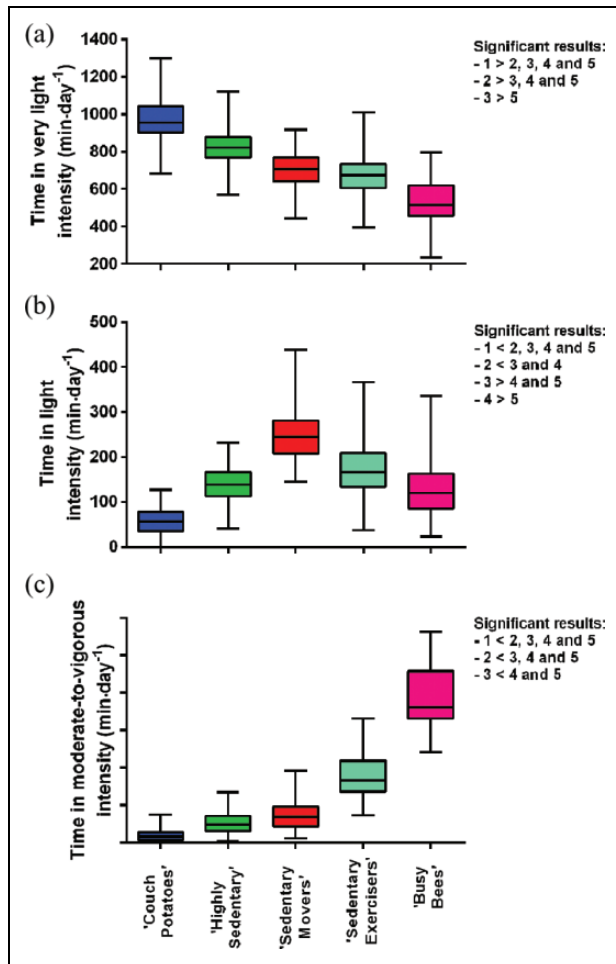 (a)
Time in very light
intensity (min·day-1)
1400
1200
1000
800
600
400
200
Significant results:
- 1 > 2, 3, 4 and 5
- 2 > 3, 4 and 5
- 3 > 5
(b)
Time in light
intensity (min·day-1)
500
400
300
200
100
0
Significant results:
- 1 < 2, 3, 4 and 5
- 2 < 3 and 4
- 3 > 4 and 5
- 4 > 5
(c)
Time in moderate-to-vigorous
intensity (min·day-1)
Significant results:
- 1 < 2, 3, 4 and 5
- 2 < 3, 4 and 5
- 3 < 4 and 5
'Couch
Potatoes'
'Highly
Sedentary'
'Sedentary
Movers'
'Sedentary
Exercisers'
'Busy
Bees'